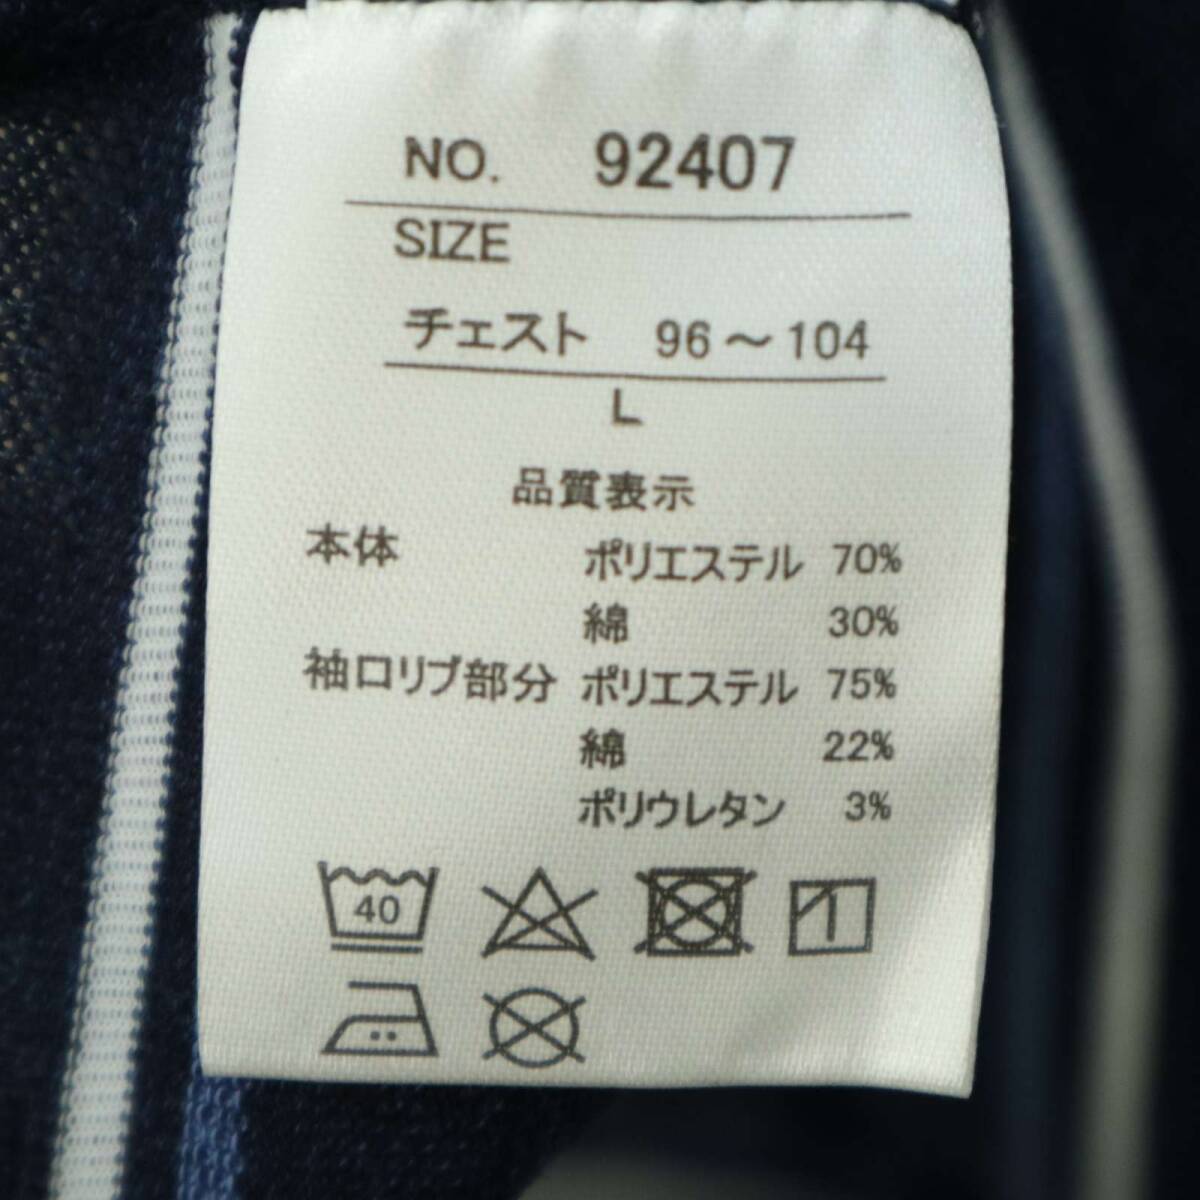 NO. 92407
SIZE
チェスト 96～104
L
品質表示
本体 ポリエステル 70%
綿 30%
袖口リブ部分 ポリエステル 75%
綿 22%
ポリウレタン 3%
40